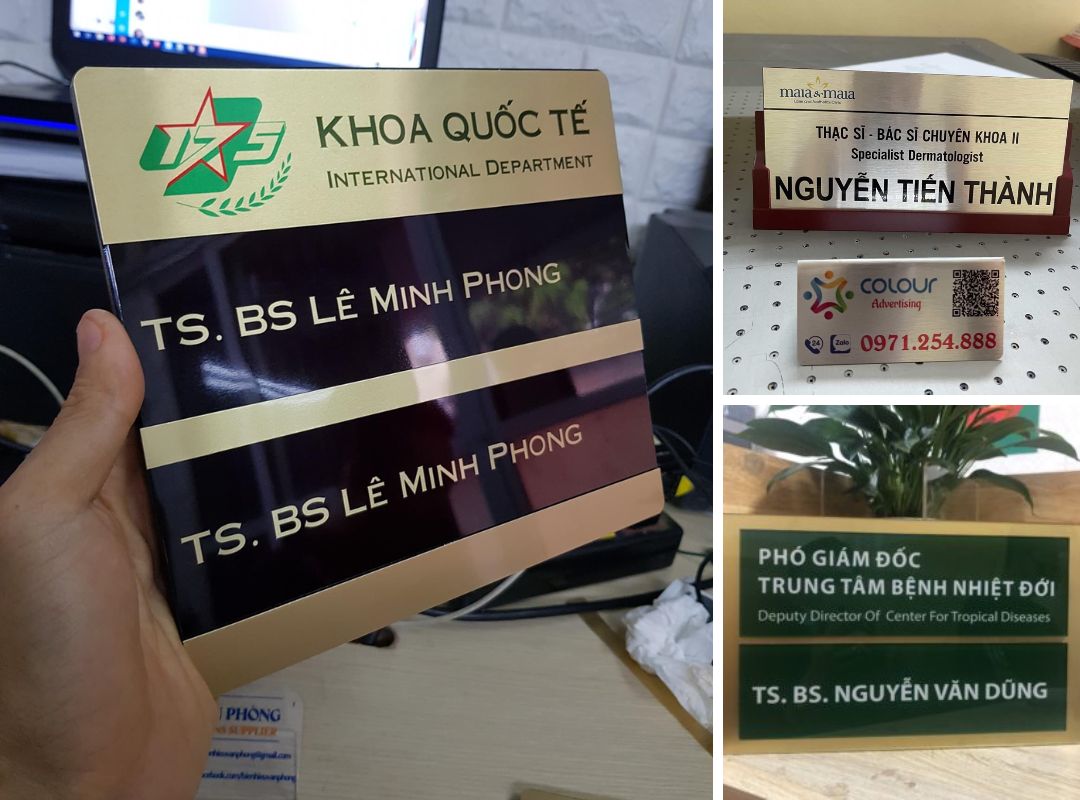 175
KHOA QUỐC TẾ
INTERNATIONAL DEPARTMENT
TS. BS LÊ MINH PHONG
TS. BS LÊ MINH PHONG
PHÒNG
SUPPLIER
maia & maia
THẠC SĨ - BÁC SĨ CHUYÊN KHOA II
Specialist Dermatologist
NGUYỄN TIẾN THÀNH
COLOUR
Advertising
24
Zalo
0971.254.888
PHÓ GIÁM ĐỐC
TRUNG TÂM BỆNH NHIỆT ĐỚI
Deputy Director Of Center For Tropical Diseases
TS. BS. NGUYỄN VĂN DŨNG